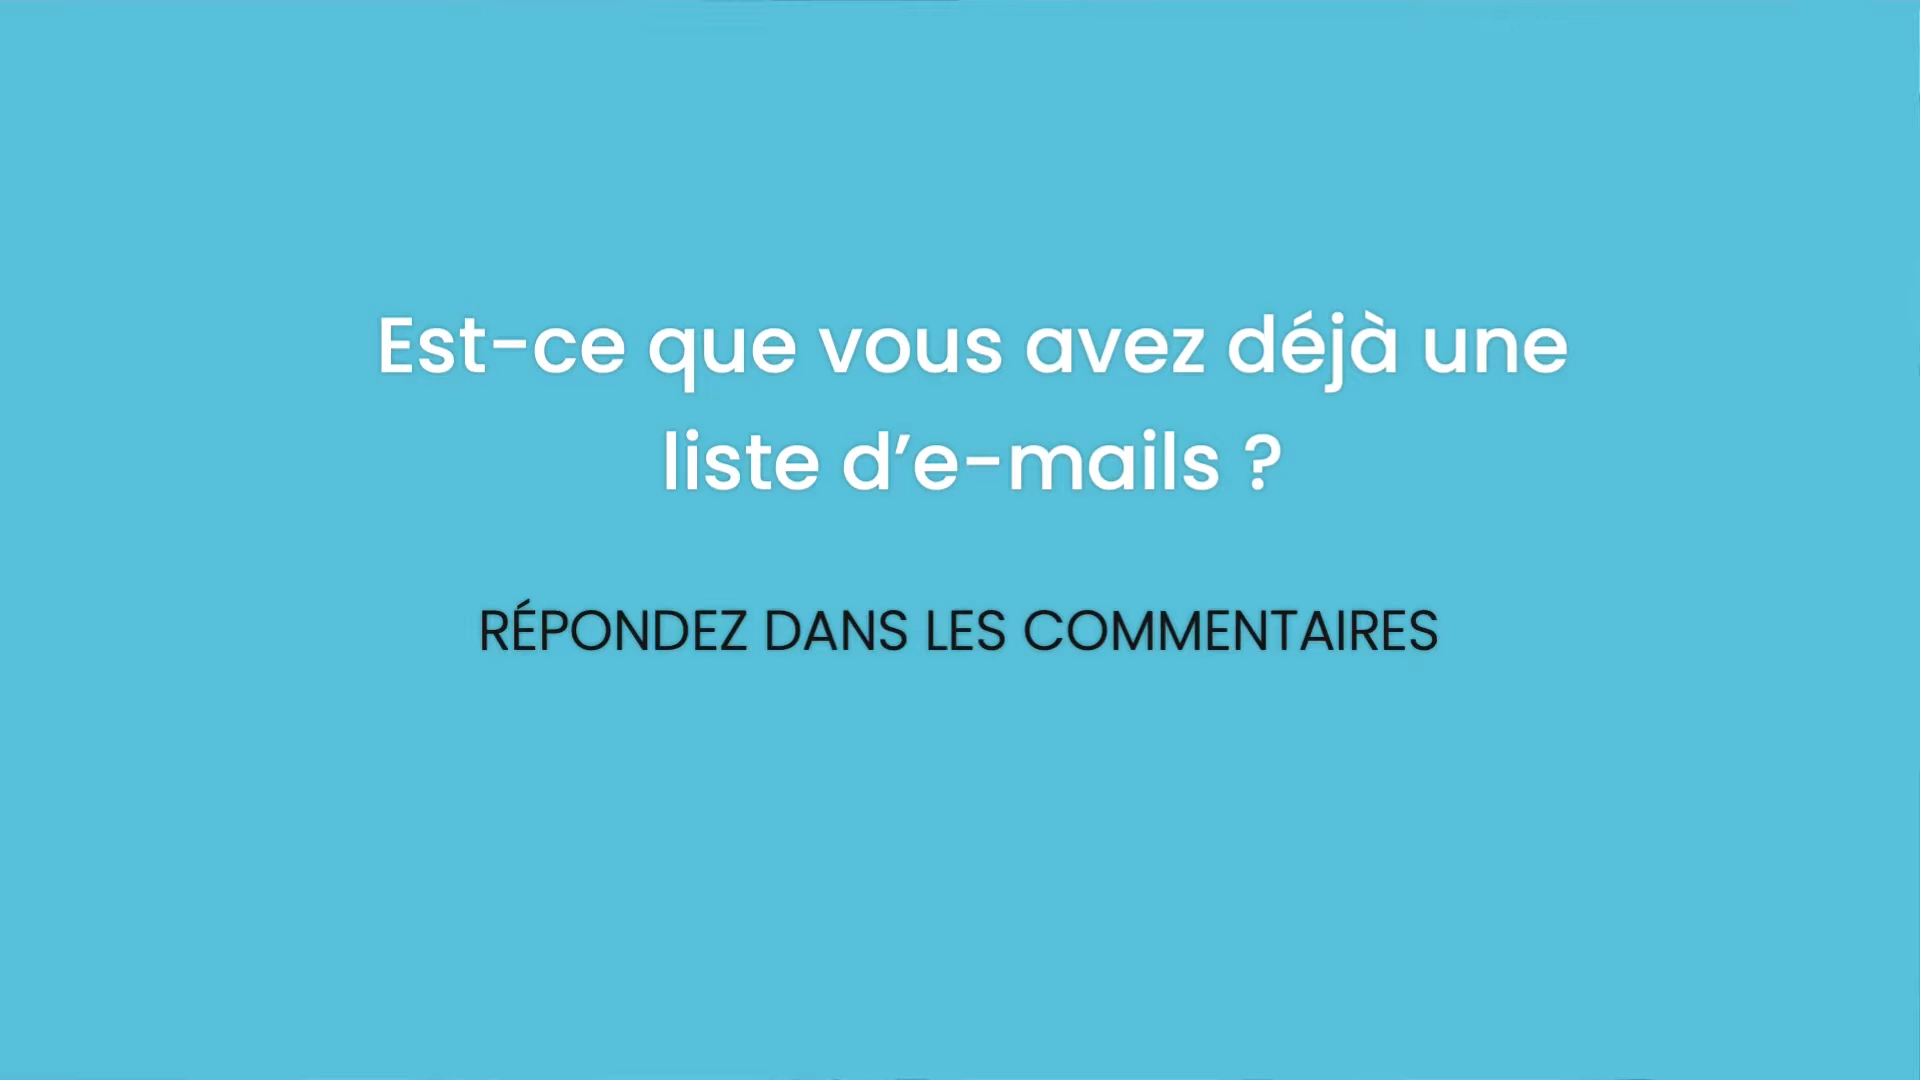 Est-ce que vous avez déjà une
liste d’e-mails ?
RÉPONDEZ DANS LES COMMENTAIRES